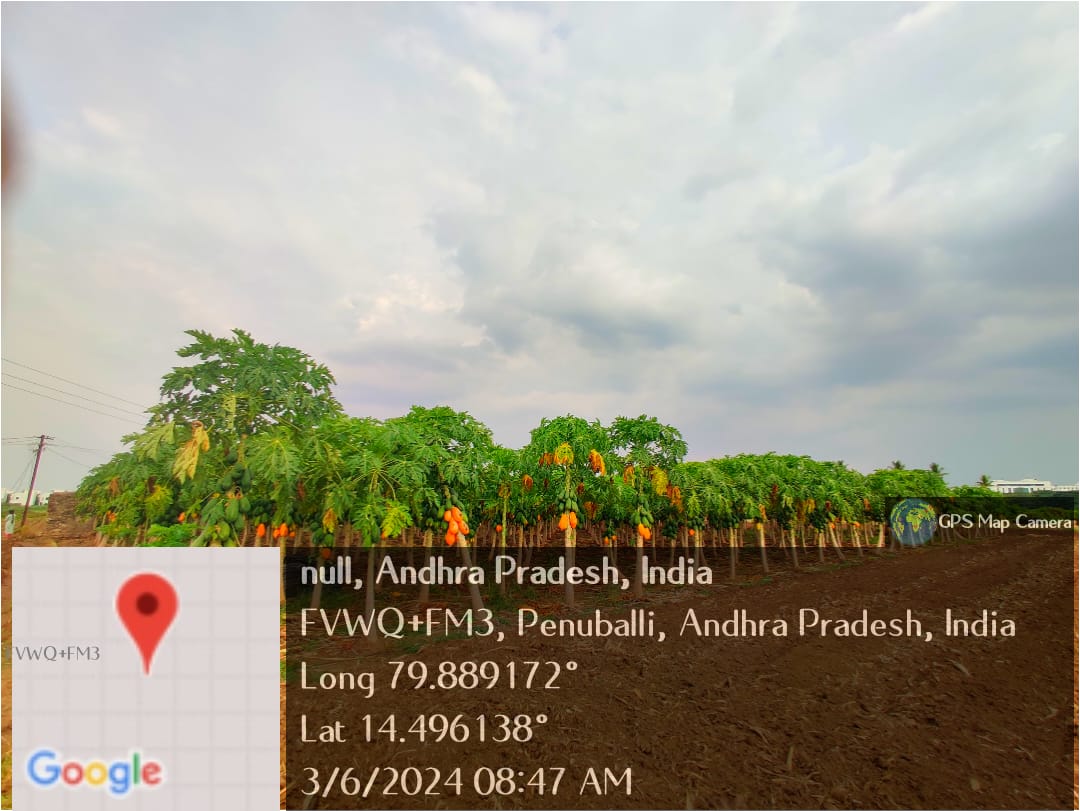 GPS Map Camera
null, Andhra Pradesh, India
FVWQ+FM3, Penuballi, Andhra Pradesh, India
Long 79.889172°
Lat 14.496138°
3/6/2024 08:47 AM
VWQ+FM3
Google